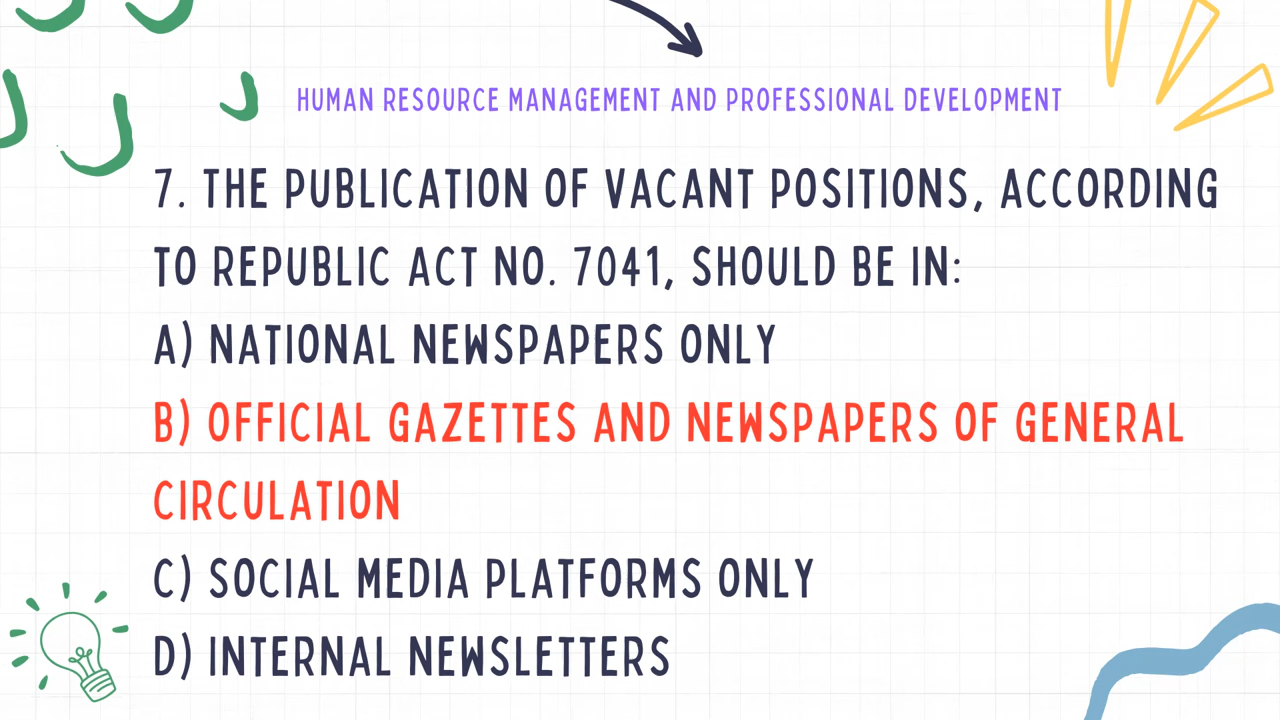 HUMAN RESOURCE MANAGEMENT AND PROFESSIONAL DEVELOPMENT
7. THE PUBLICATION OF VACANT POSITIONS, ACCORDING
TO REPUBLIC ACT NO. 7041, SHOULD BE IN:
A) NATIONAL NEWSPAPERS ONLY
B) OFFICIAL GAZETTES AND NEWSPAPERS OF GENERAL
CIRCULATION
C) SOCIAL MEDIA PLATFORMS ONLY
D) INTERNAL NEWSLETTERS